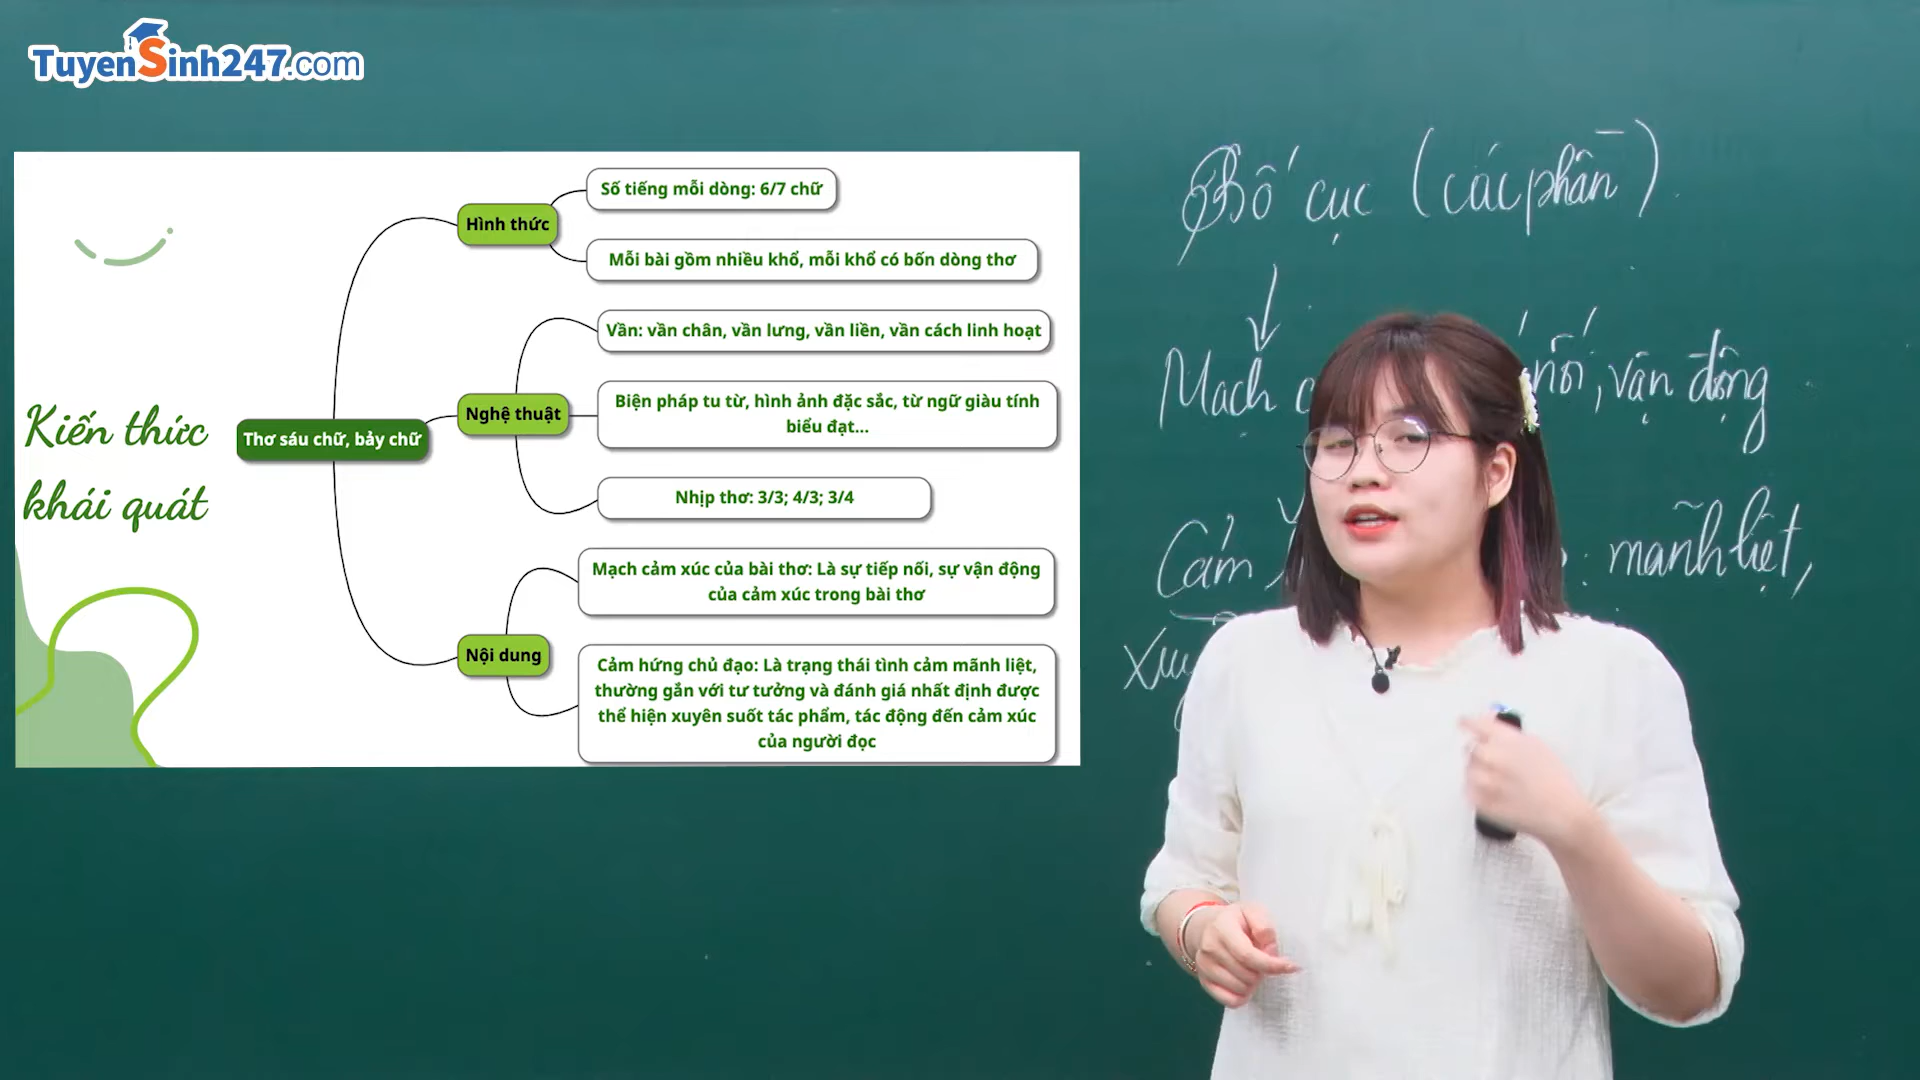 TuyenSinh247.com
Kiến thức
khái quát
Thơ sáu chữ, bảy chữ
Hình thức
Số tiếng mỗi dòng: 6/7 chữ
Mỗi bài gồm nhiều khổ, mỗi khổ có bốn dòng thơ
Nghệ thuật
Vần: vần chân, vần lưng, vần liền, vần cách linh hoạt
Biện pháp tu từ, hình ảnh đặc sắc, từ ngữ giàu tính
biểu đạt...
Nhịp thơ: 3/3; 4/3; 3/4
Nội dung
Mạch cảm xúc của bài thơ: Là sự tiếp nối, sự vận động
của cảm xúc trong bài thơ
Cảm hứng chủ đạo: Là trạng thái tình cảm mãnh liệt,
thường gắn với tư tưởng và đánh giá nhất định được
thể hiện xuyên suốt tác phẩm, tác động đến cảm xúc
của người đọc
Bố cục (các phần)
Mạch nối, vận động
Cảm : mãnh liệt,